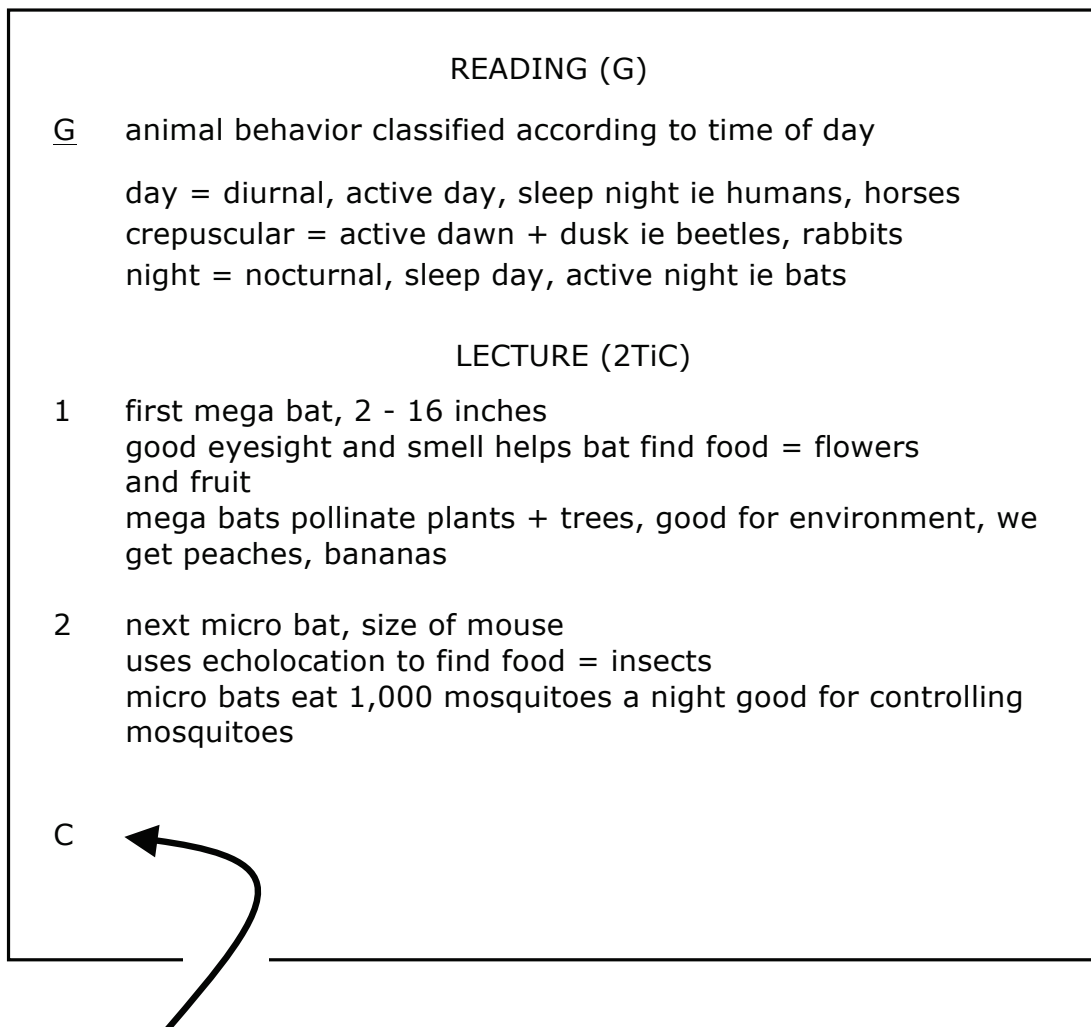 READING (G)
G animal behavior classified according to time of day
day = diurnal, active day, sleep night ie humans, horses
crepuscular = active dawn + dusk ie beetles, rabbits
night = nocturnal, sleep day, active night ie bats
LECTURE (2TiC)
1 first mega bat, 2 - 16 inches
good eyesight and smell helps bat find food = flowers
and fruit
mega bats pollinate plants + trees, good for environment, we
get peaches, bananas
2 next micro bat, size of mouse
uses echolocation to find food = insects
micro bats eat 1,000 mosquitoes a night good for controlling
mosquitoes
C